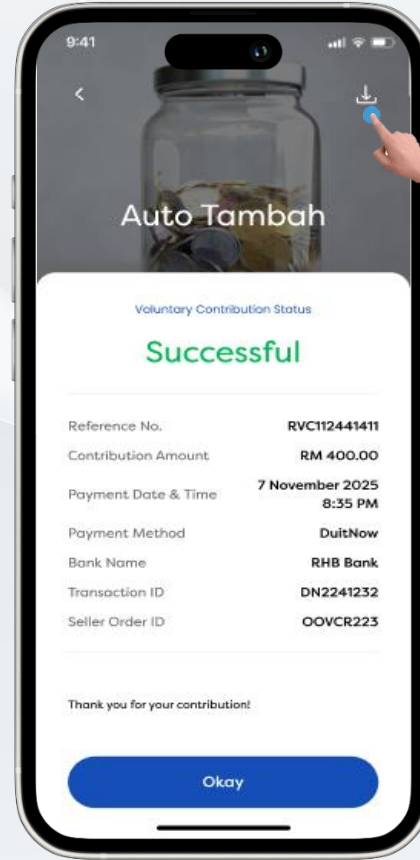 9:41
Auto Tambah
Voluntary Contribution Status
Successful
Reference No. RVC112441411
Contribution Amount RM 400.00
Payment Date & Time 7 November 2025
8:35 PM
Payment Method DuitNow
Bank Name RHB Bank
Transaction ID DN2241232
Seller Order ID OOVCR223
Thank you for your contribution!
Okay